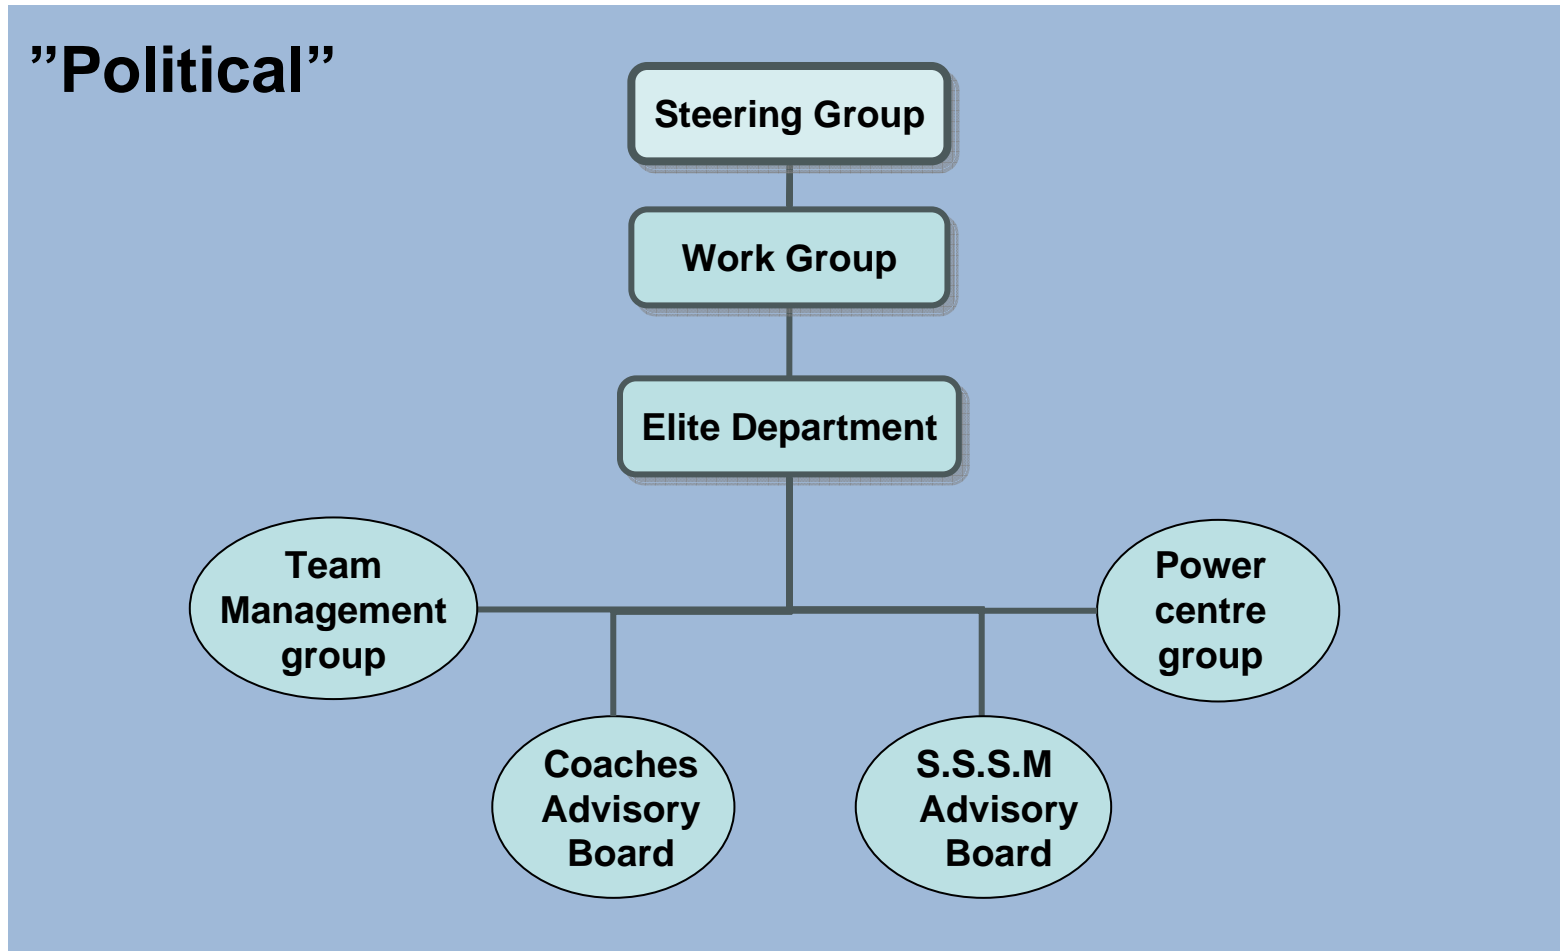 ”Political”
Steering Group
Work Group
Elite Department
Team
Management
group
Power
centre
group
Coaches
Advisory
Board
S.S.S.M
Advisory
Board